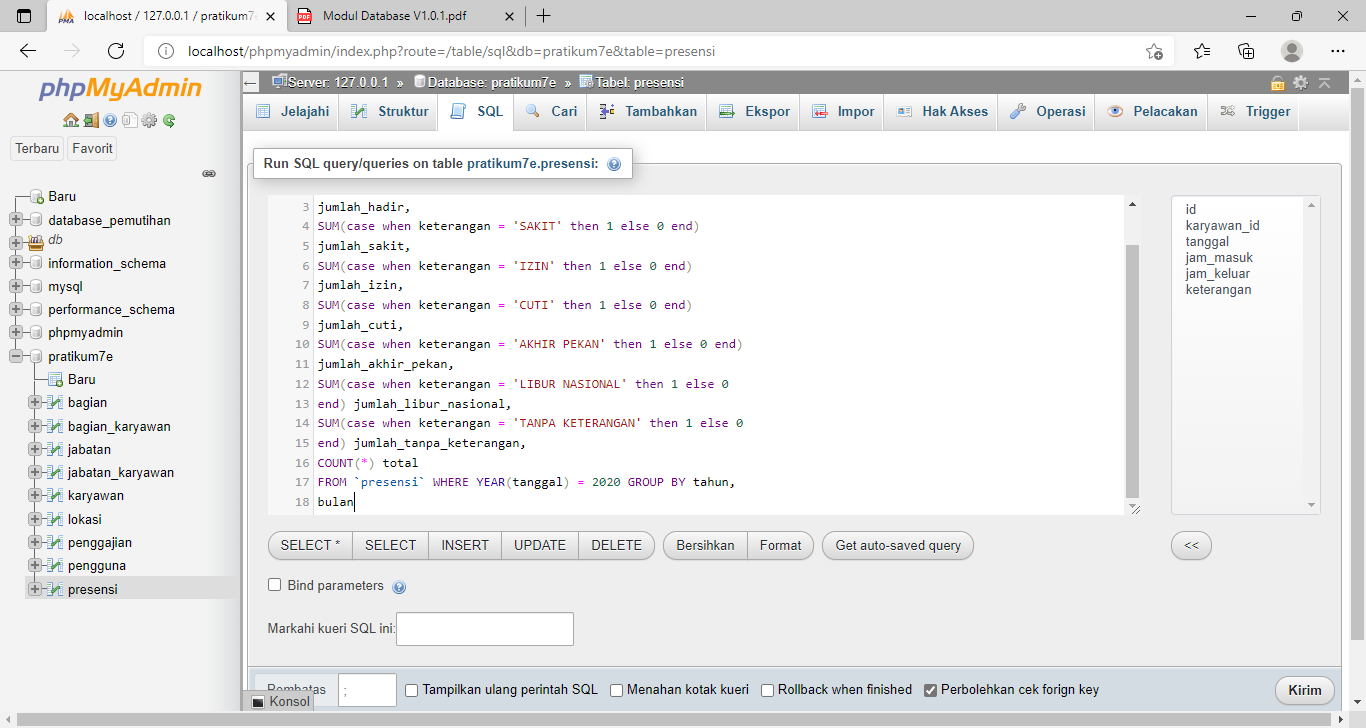 localhost / 127.0.0.1 / pratikum7e
Modul Database V1.0.1.pdf
localhost/phpmyadmin/index.php?route=/table/sql&db=pratikum7e&table=presensi
phpMyAdmin
Terbaru
Favorit
Baru
database_pemutihan
db
information_schema
mysql
performance_schema
phpmyadmin
pratikum7e
Baru
bagian
bagian_karyawan
jabatan
jabatan_karyawan
karyawan
lokasi
penggajian
pengguna
presensi
Server: 127.0.0.1 » Database: pratikum7e » Tabel: presensi
Jelajahi Struktur SQL Cari Tambahkan Ekspor Impor Hak Akses Operasi Pelacakan Trigger
Run SQL query/queries on table pratikum7e.presensi:
3 jumlah_hadir,
4 SUM(case when keterangan = 'SAKIT' then 1 else 0 end)
5 jumlah_sakit,
6 SUM(case when keterangan = 'IZIN' then 1 else 0 end)
7 jumlah_izin,
8 SUM(case when keterangan = 'CUTI' then 1 else 0 end)
9 jumlah_cuti,
10 SUM(case when keterangan = 'AKHIR PEKAN' then 1 else 0 end)
11 jumlah_akhir_pekan,
12 SUM(case when keterangan = 'LIBUR NASIONAL' then 1 else 0
13 end) jumlah_libur_nasional,
14 SUM(case when keterangan = 'TANPA KETERANGAN' then 1 else 0
15 end) jumlah_tanpa_keterangan,
16 COUNT(*) total
17 FROM `presensi` WHERE YEAR(tanggal) = 2020 GROUP BY tahun,
18 bulan
id
karyawan_id
tanggal
jam_masuk
jam_keluar
keterangan
SELECT * SELECT INSERT UPDATE DELETE Bersihkan Format Get auto-saved query <<
Bind parameters
Markahi kueri SQL ini:
Pembatas ; Tampilkan ulang perintah SQL Menahan kotak kueri Rollback when finished Perbolehkan cek forign key Kirim
Konsol